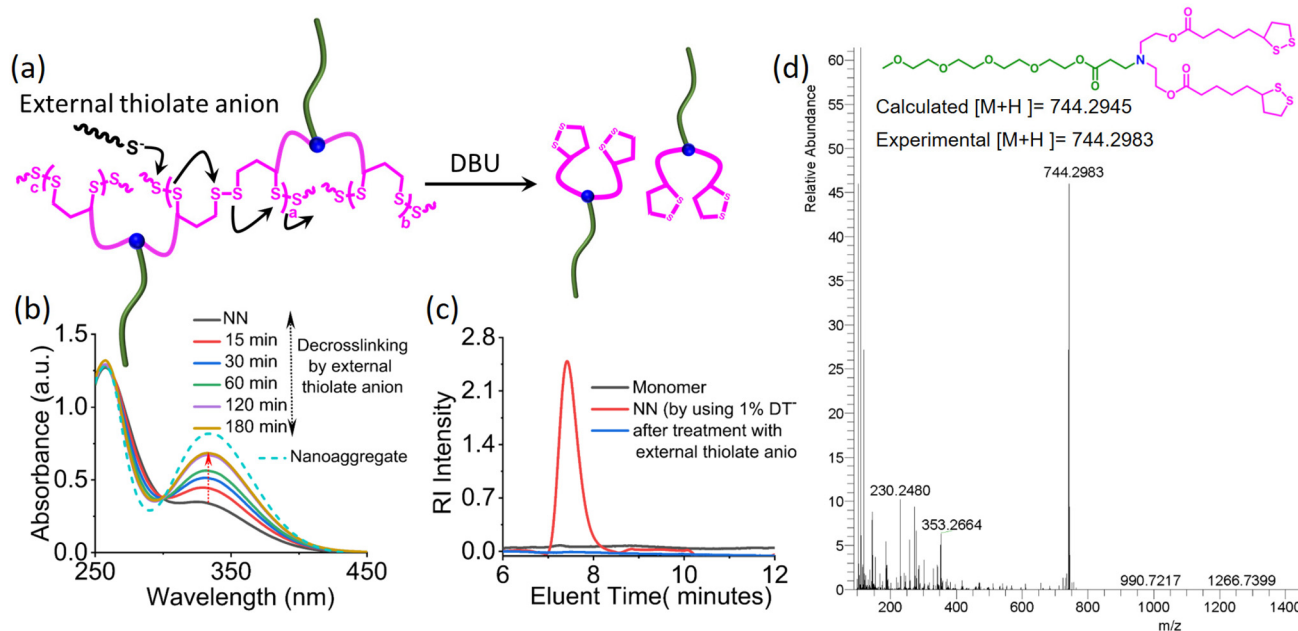 (a)
External thiolate anion
S-
S
S
c
S
S
S
S
S
S
S
S
a
S
S
S
S
b
DBU
S
S
S
S
S
S
S
S
(b)
NN
15 min
30 min
60 min
120 min
180 min
Nanoaggregate
Decrosslinking
by external
thiolate anion
Absorbance (a.u.)
1.5
1.0
0.5
0.0
250
350
450
Wavelength (nm)
(c)
Monomer
NN (by using 1% DT
after treatment with
external thiolate anio
RI Intensity
2.8
2.1
1.4
0.7
0.0
6
8
10
12
Eluent Time( minutes)
(d)
O
O
O
O
O
O
O
N
O
O
S
S
O
O
S
S
Calculated [M+H ]= 744.2945
Experimental [M+H ]= 744.2983
744.2983
230.2480
353.2664
990.7217
1266.7399
Relative Abundance
60
55
50
45
40
35
30
25
20
15
10
5
0
200
400
600
800
1000
1200
1400
m/z